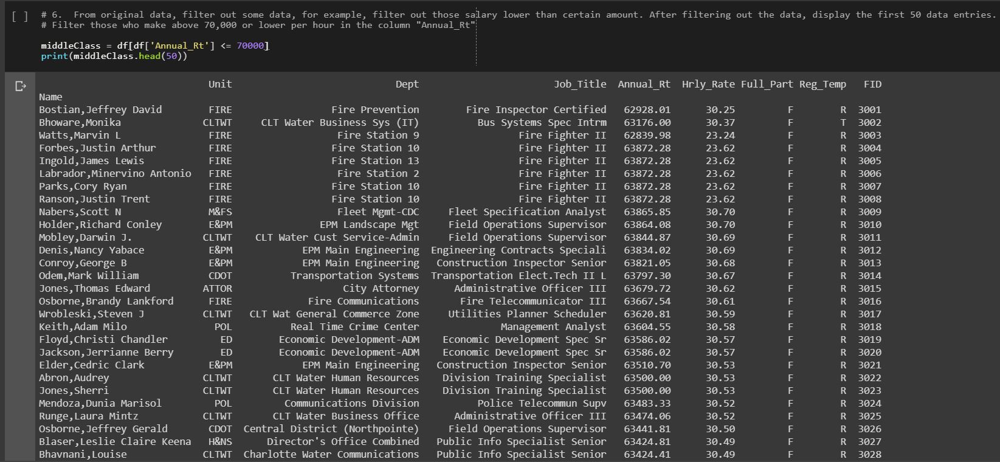 [ ] # 6.  From original data, filter out some data, for example, filter out those salary lower than certain amount. After filtering out the data, display the first 50 data entries.
# Filter those who make above 70,000 or lower per hour in the column "Annual_Rt"
middleClass = df[df['Annual_Rt'] <= 70000]
print(middleClass.head(50))
Unit Dept Job_Title Annual_Rt Hrly_Rate Full_Part Reg_Temp FID
Name
Bostian,Jeffrey David FIRE Fire Prevention Fire Inspector Certified 62928.01 30.25 F R 3001
Bhoware,Monika CLTWT CLT Water Business Sys (IT) Bus Systems Spec Intrm 63176.00 30.37 F T 3002
Watts,Marvin L FIRE Fire Station 9 Fire Fighter II 62839.98 23.24 F R 3003
Forbes,Justin Arthur FIRE Fire Station 10 Fire Fighter II 63872.28 23.62 F R 3004
Ingold,James Lewis FIRE Fire Station 13 Fire Fighter II 63872.28 23.62 F R 3005
Labrador,Minervino Antonio FIRE Fire Station 2 Fire Fighter II 63872.28 23.62 F R 3006
Parks,Cory Ryan FIRE Fire Station 10 Fire Fighter II 63872.28 23.62 F R 3007
Ranson,Justin Trent FIRE Fire Station 10 Fire Fighter II 63872.28 23.62 F R 3008
Nabers,Scott N M&FS Fleet Mgmt-CDC Fleet Specification Analyst 63865.85 30.70 F R 3009
Holder,Richard Conley E&PM EPM Landscape Mgt Field Operations Supervisor 63864.08 30.70 F R 3010
Mobley,Darwin J. CLTWT CLT Water Cust Service-Admin Field Operations Supervisor 63844.87 30.69 F R 3011
Denis,Nancy Yabace E&PM EPM Main Engineering Engineering Contracts Speciali 63834.02 30.69 F R 3012
Conroy,George B E&PM EPM Main Engineering Construction Inspector Senior 63821.05 30.68 F R 3013
Odem,Mark William CDOT Transportation Systems Transportation Elect.Tech II L 63797.30 30.67 F R 3014
Jones,Thomas Edward ATTOR City Attorney Administrative Officer III 63679.72 30.62 F R 3015
Osborne,Brandy Lankford FIRE Fire Communications Fire Telecommunicator III 63667.54 30.61 F R 3016
Wrobleski,Steven J CLTWT CLT Wat General Commerce Zone Utilities Planner Scheduler 63620.81 30.59 F R 3017
Keith,Adam Milo POL Real Time Crime Center Management Analyst 63604.55 30.58 F R 3018
Floyd,Christi Chandler ED Economic Development-ADM Economic Development Spec Sr 63586.02 30.57 F R 3019
Jackson,Jerrianne Berry ED Economic Development-ADM Economic Development Spec Sr 63586.02 30.57 F R 3020
Elder,Cedric Clark E&PM EPM Main Engineering Construction Inspector Senior 63510.70 30.53 F R 3021
Abron,Audrey CLTWT CLT Water Human Resources Division Training Specialist 63500.00 30.53 F R 3022
Jones,Sherri CLTWT CLT Water Human Resources Division Training Specialist 63500.00 30.53 F R 3023
Mendoza,Dunia Marisol POL Communications Division Police Telecommun Supv 63483.33 30.52 F R 3024
Runge,Laura Mintz CLTWT CLT Water Business Office Administrative Officer III 63474.06 30.52 F R 3025
Osborne,Jeffrey Gerald CDOT Central District (Northpointe) Field Operations Supervisor 63441.81 30.50 F R 3026
Blaser,Leslie Claire Keena H&NS Director's Office Combined Public Info Specialist Senior 63424.81 30.49 F R 3027
Bhavnani,Louise CLTWT Charlotte Water Communications Public Info Specialist Senior 63424.41 30.49 F R 3028